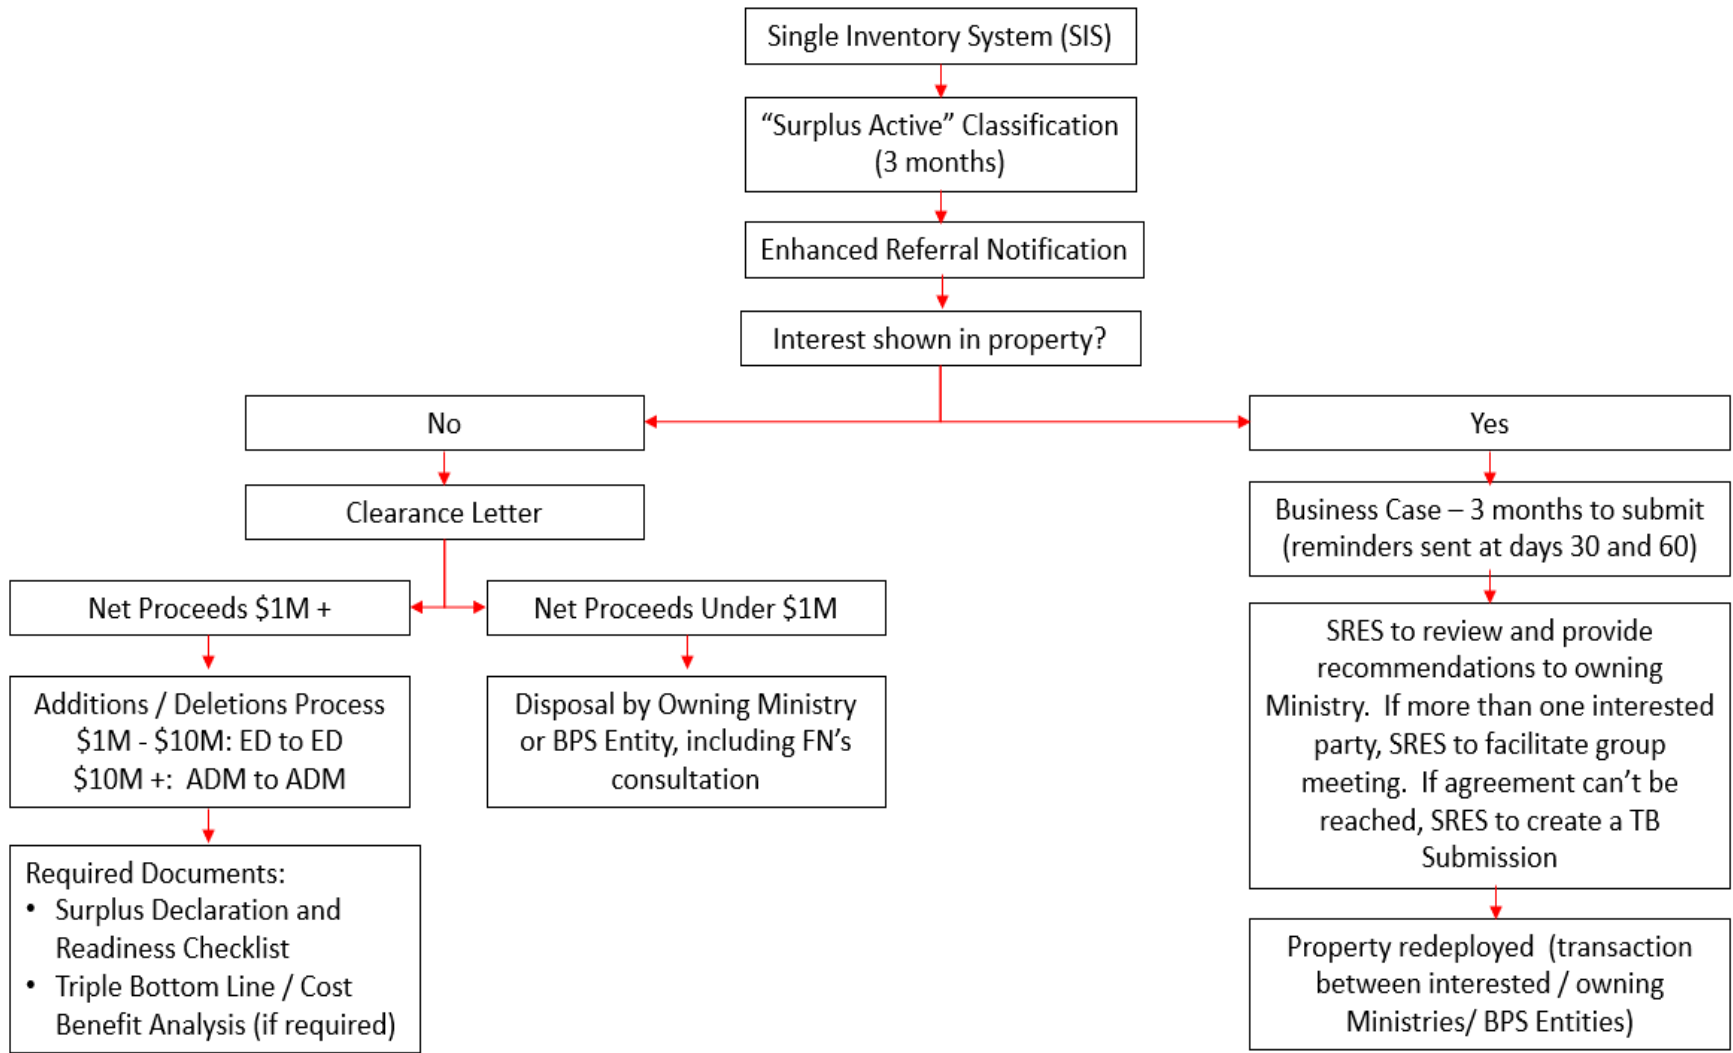 Single Inventory System (SIS)
“Surplus Active” Classification
(3 months)
Enhanced Referral Notification
Interest shown in property?
No
Yes
Clearance Letter
Business Case – 3 months to submit
(reminders sent at days 30 and 60)
Net Proceeds $1M +
Net Proceeds Under $1M
SRES to review and provide
recommendations to owning
Ministry.  If more than one interested
party, SRES to facilitate group
meeting.  If agreement can’t be
reached, SRES to create a TB
Submission
Additions / Deletions Process
$1M - $10M: ED to ED
$10M +:  ADM to ADM
Disposal by Owning Ministry
or BPS Entity, including FN’s
consultation
Required Documents:
• Surplus Declaration and
Readiness Checklist
• Triple Bottom Line / Cost
Benefit Analysis (if required)
Property redeployed  (transaction
between interested / owning
Ministries/ BPS Entities)